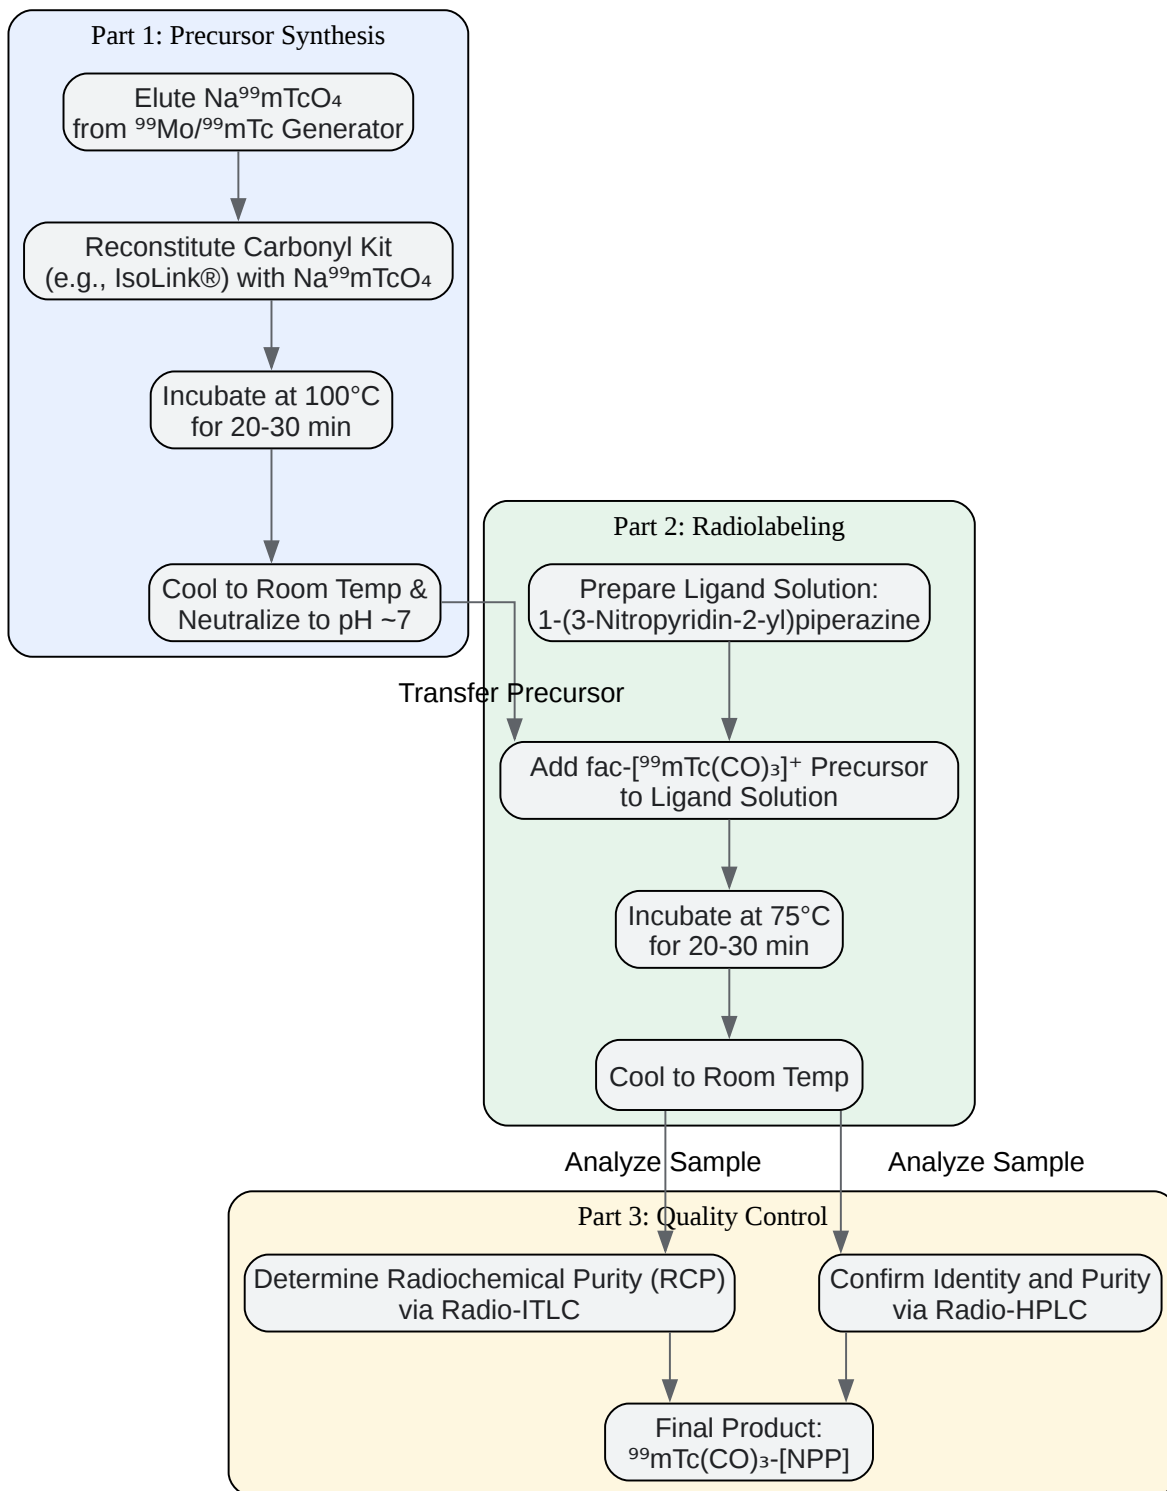 Part 1: Precursor Synthesis
Elute Na⁹⁹mTcO₄
from ⁹⁹Mo/⁹⁹mTc Generator
Reconstitute Carbonyl Kit
(e.g., IsoLink®) with Na⁹⁹mTcO₄
Incubate at 100°C
for 20-30 min
Cool to Room Temp &
Neutralize to pH ~7
Transfer Precursor
Part 2: Radiolabeling
Prepare Ligand Solution:
1-(3-Nitropyridin-2-yl)piperazine
Add fac-[⁹⁹mTc(CO)₃]⁺ Precursor
to Ligand Solution
Incubate at 75°C
for 20-30 min
Cool to Room Temp
Analyze Sample
Analyze Sample
Part 3: Quality Control
Determine Radiochemical Purity (RCP)
via Radio-ITLC
Confirm Identity and Purity
via Radio-HPLC
Final Product:
⁹⁹mTc(CO)₃-[NPP]